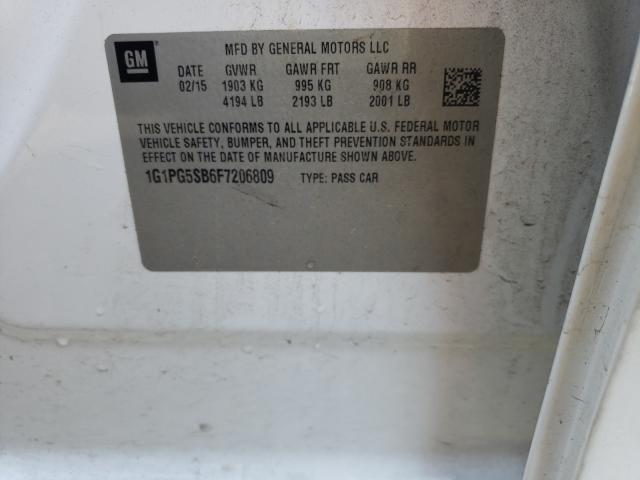 GM
MFD BY GENERAL MOTORS LLC
DATE GVWR GAWR FRT GAWR RR
02/15 1903 KG 995 KG 908 KG
4194 LB 2193 LB 2001 LB
THIS VEHICLE CONFORMS TO ALL APPLICABLE U.S. FEDERAL MOTOR
VEHICLE SAFETY, BUMPER, AND THEFT PREVENTION STANDARDS IN
EFFECT ON THE DATE OF MANUFACTURE SHOWN ABOVE.
1G1PG5SB6F7206809 TYPE: PASS CAR